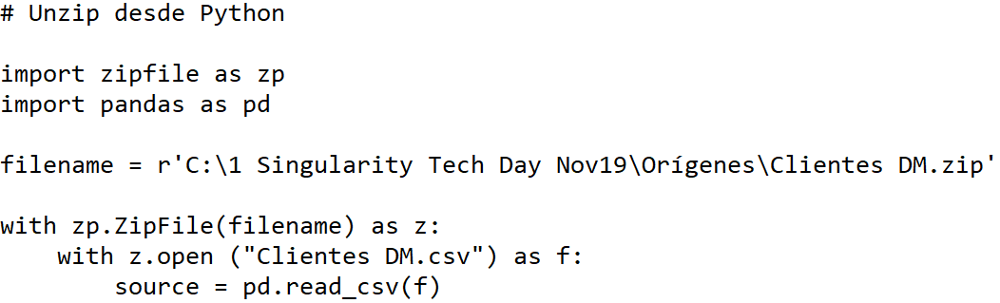 # Unzip desde Python
import zipfile as zp
import pandas as pd
filename = r'C:\1 Singularity Tech Day Nov19\Orígenes\Clientes DM.zip'
with zp.ZipFile(filename) as z:
    with z.open ("Clientes DM.csv") as f:
        source = pd.read_csv(f)